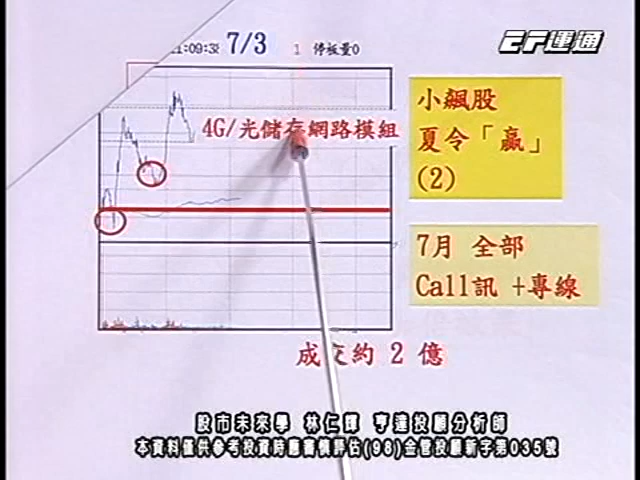 1:09:38 7/3 1 停板量0
EF運通
4G/光儲存網路模組
小飆股
夏令「贏」
(2)
7月 全部
Call訊 +專線
成交約 2 億
股市未來學 林仁輝 亨達投顧分析師
本資料僅供參考投資時應審慎評估(98)金管投顧新字第035號